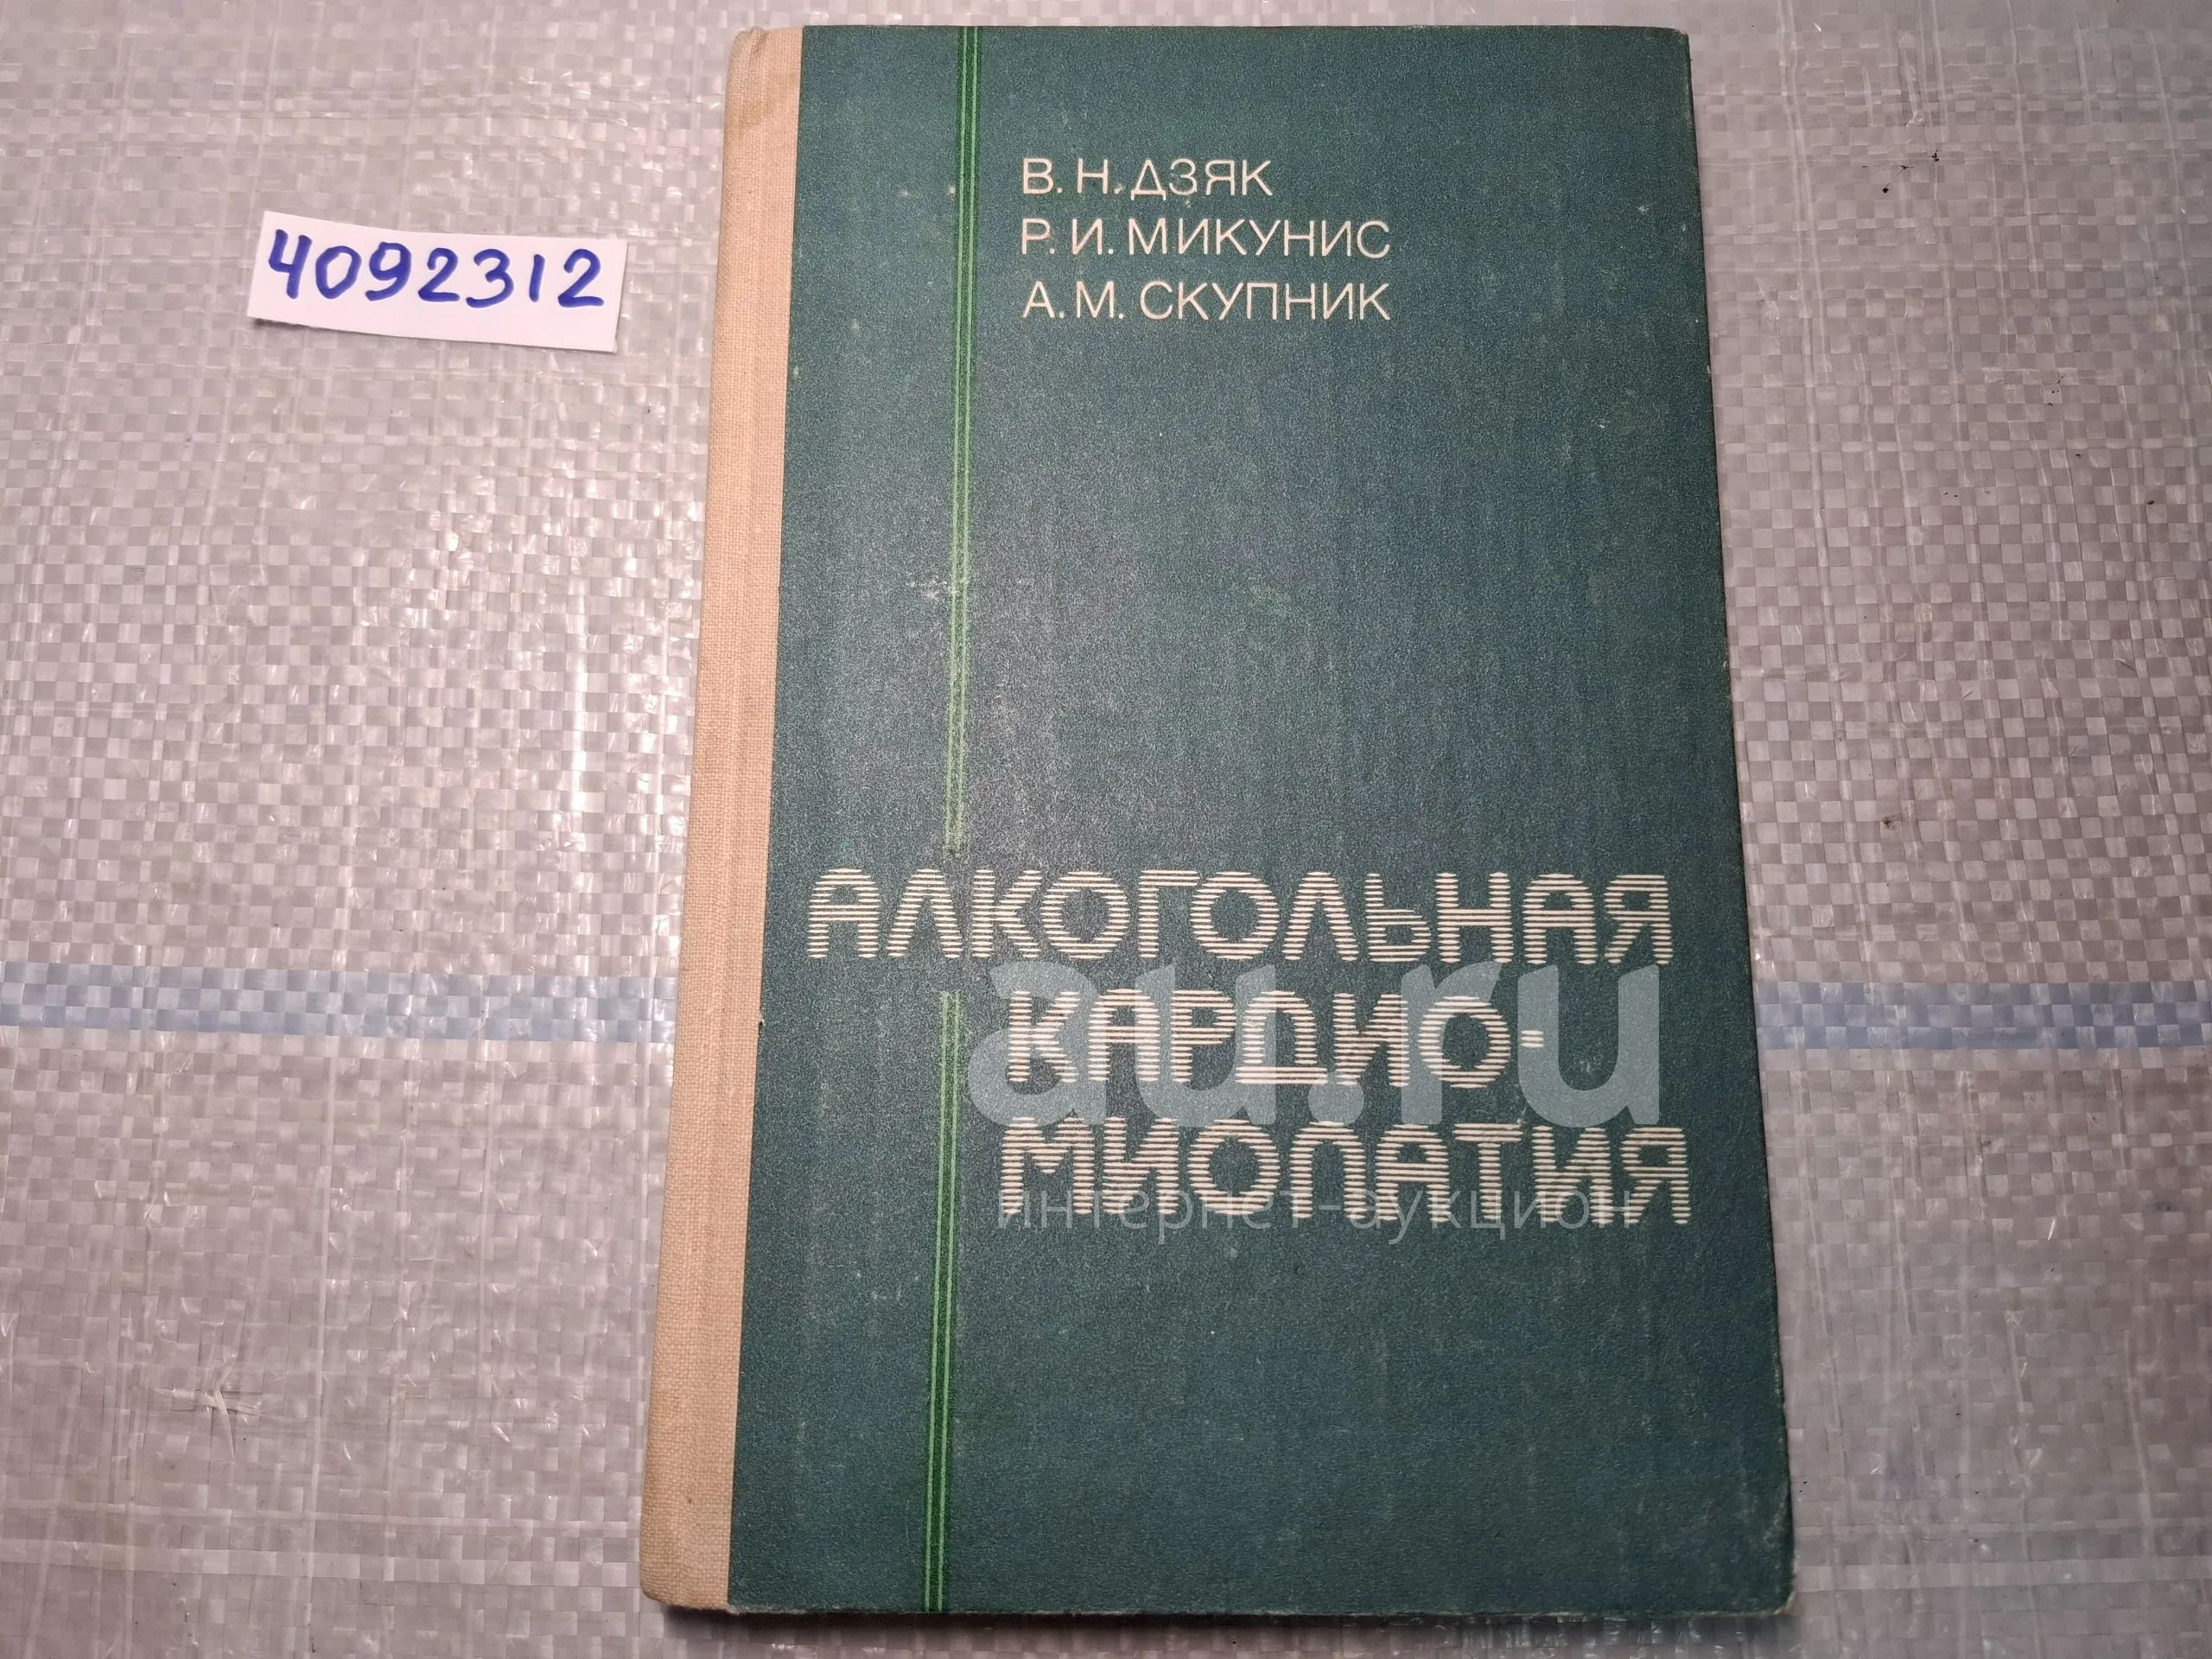 4092312
В. Н. ДЗЯК
Р. И. МИКУНИС
А. М. СКУПНИК
АЛКОГОЛЬНАЯ
КАРДИО-
МИОПАТИЯ
au.ru
интернет-аукцион